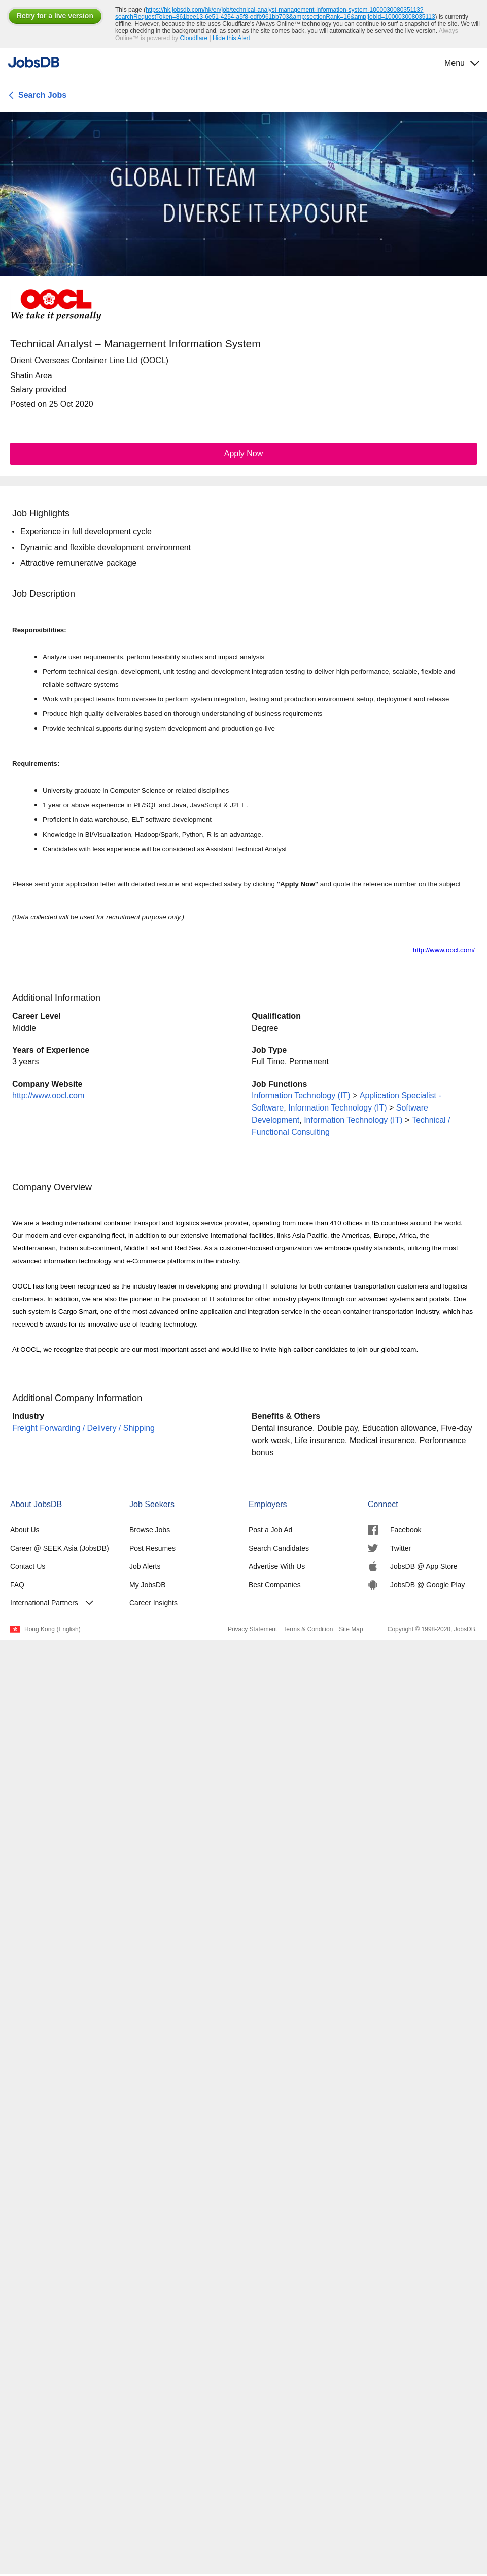 Retry for a live version
This page (https://hk.jobsdb.com/hk/en/job/technical-analyst-management-information-system-100003008035113?
searchRequestToken=861bee13-6e51-4254-a5f8-edfb961bb703&amp;sectionRank=16&amp;jobId=100003008035113) is currently
offline. However, because the site uses Cloudflare's Always Online™ technology you can continue to surf a snapshot of the site. We will
keep checking in the background and, as soon as the site comes back, you will automatically be served the live version. Always
Online™ is powered by Cloudflare | Hide this Alert
JobsDB
Menu
Search Jobs
GLOBAL IT TEAM
DIVERSE IT EXPOSURE
OOCL
We take it personally
Technical Analyst – Management Information System
Orient Overseas Container Line Ltd (OOCL)
Shatin Area
Salary provided
Posted on 25 Oct 2020
Apply Now
Job Highlights
• Experience in full development cycle
• Dynamic and flexible development environment
• Attractive remunerative package
Job Description
Responsibilities:
• Analyze user requirements, perform feasibility studies and impact analysis
• Perform technical design, development, unit testing and development integration testing to deliver high performance, scalable, flexible and
reliable software systems
• Work with project teams from oversee to perform system integration, testing and production environment setup, deployment and release
• Produce high quality deliverables based on thorough understanding of business requirements
• Provide technical supports during system development and production go-live
Requirements:
• University graduate in Computer Science or related disciplines
• 1 year or above experience in PL/SQL and Java, JavaScript & J2EE.
• Proficient in data warehouse, ELT software development
• Knowledge in BI/Visualization, Hadoop/Spark, Python, R is an advantage.
• Candidates with less experience will be considered as Assistant Technical Analyst
Please send your application letter with detailed resume and expected salary by clicking "Apply Now" and quote the reference number on the subject
(Data collected will be used for recruitment purpose only.)
http://www.oocl.com/
Additional Information
Career Level
Middle
Qualification
Degree
Years of Experience
3 years
Job Type
Full Time, Permanent
Company Website
http://www.oocl.com
Job Functions
Information Technology (IT) > Application Specialist -
Software, Information Technology (IT) > Software
Development, Information Technology (IT) > Technical /
Functional Consulting
Company Overview
We are a leading international container transport and logistics service provider, operating from more than 410 offices in 85 countries around the world.
Our modern and ever-expanding fleet, in addition to our extensive international facilities, links Asia Pacific, the Americas, Europe, Africa, the
Mediterranean, Indian sub-continent, Middle East and Red Sea. As a customer-focused organization we embrace quality standards, utilizing the most
advanced information technology and e-Commerce platforms in the industry.
OOCL has long been recognized as the industry leader in developing and providing IT solutions for both container transportation customers and logistics
customers. In addition, we are also the pioneer in the provision of IT solutions for other industry players through our advanced systems and portals. One
such system is Cargo Smart, one of the most advanced online application and integration service in the ocean container transportation industry, which has
received 5 awards for its innovative use of leading technology.
At OOCL, we recognize that people are our most important asset and would like to invite high-caliber candidates to join our global team.
Additional Company Information
Industry
Freight Forwarding / Delivery / Shipping
Benefits & Others
Dental insurance, Double pay, Education allowance, Five-day
work week, Life insurance, Medical insurance, Performance
bonus
About JobsDB
About Us
Career @ SEEK Asia (JobsDB)
Contact Us
FAQ
International Partners
Job Seekers
Browse Jobs
Post Resumes
Job Alerts
My JobsDB
Career Insights
Employers
Post a Job Ad
Search Candidates
Advertise With Us
Best Companies
Connect
Facebook
Twitter
JobsDB @ App Store
JobsDB @ Google Play
Hong Kong (English)
Privacy Statement Terms & Condition Site Map
Copyright © 1998-2020, JobsDB.